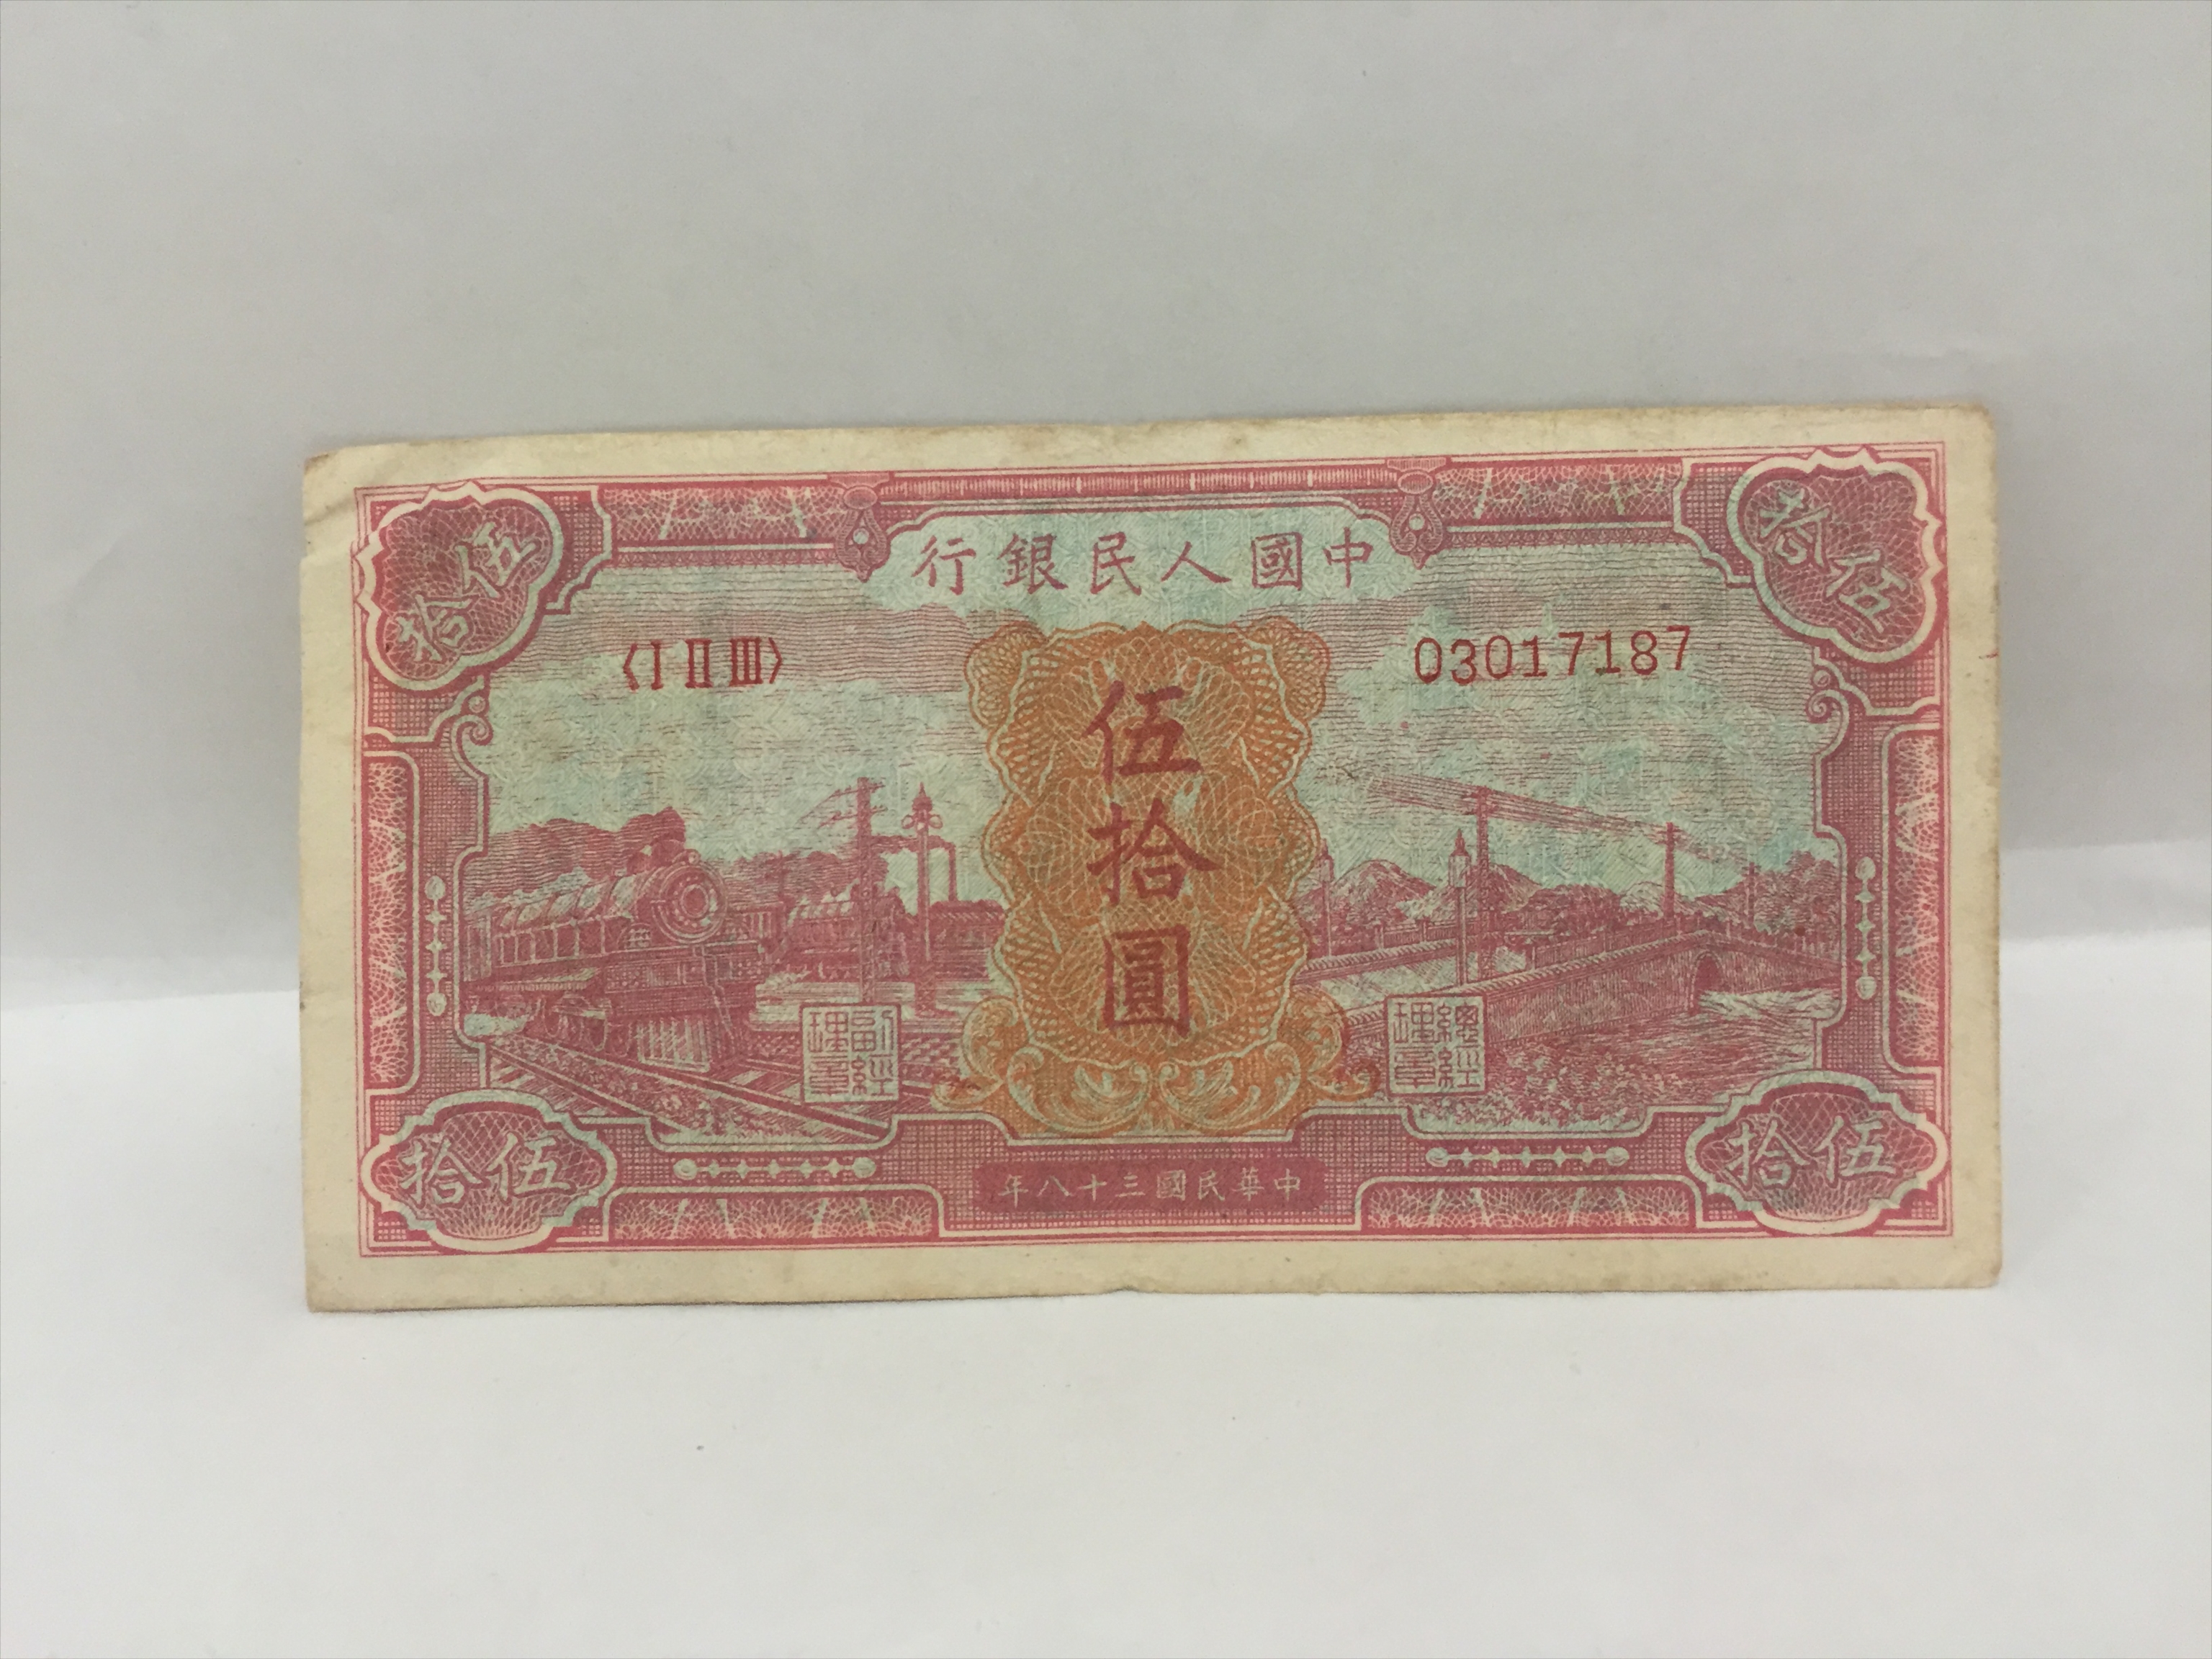 中國人民銀行
伍拾
伍拾
〈I II III〉
03017187
伍拾圓
副經理章
總經理章
伍拾
伍拾
中華民國三十八年